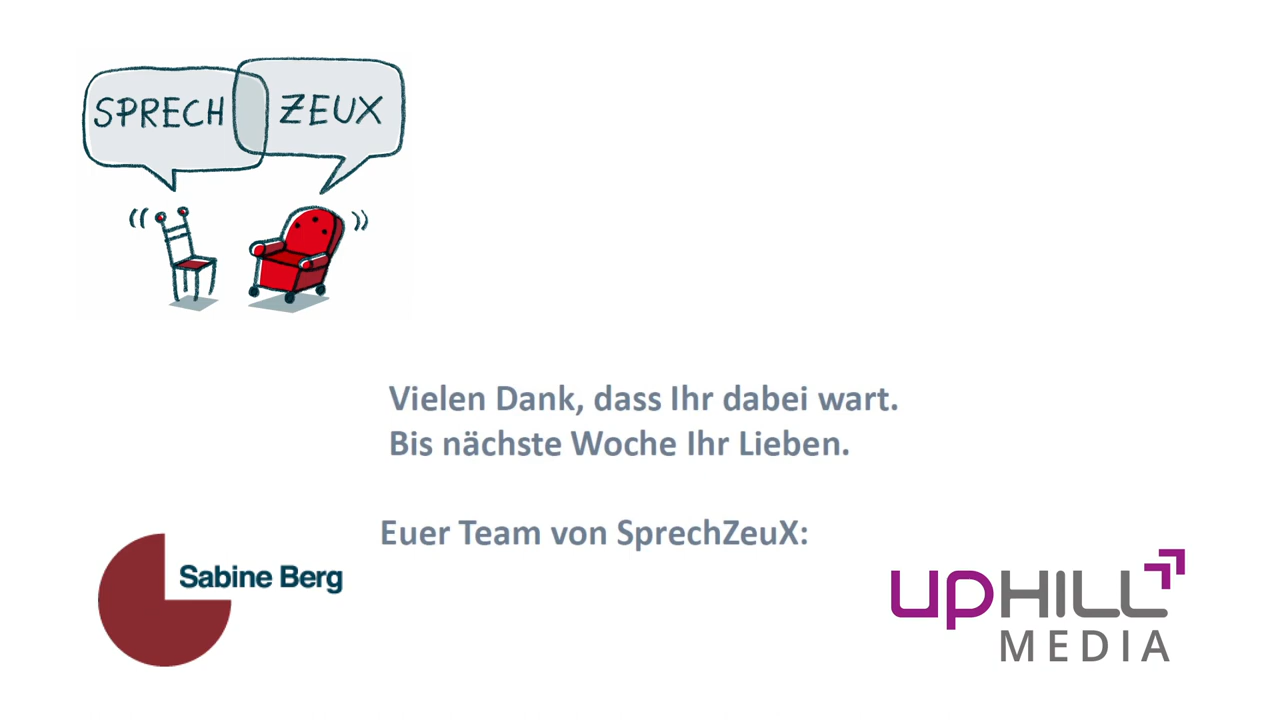 SPRECH ZEUX
Vielen Dank, dass Ihr dabei wart.
Bis nächste Woche Ihr Lieben.
Euer Team von SprechZeuX:
Sabine Berg
UPHILL
MEDIA